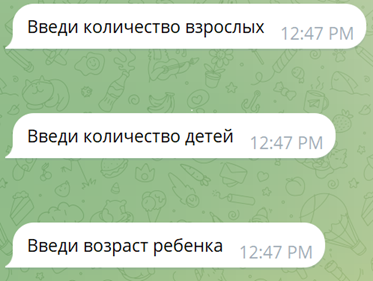 Введи количество взрослых 12:47 PM
Введи количество детей 12:47 PM
Введи возраст ребенка 12:47 PM